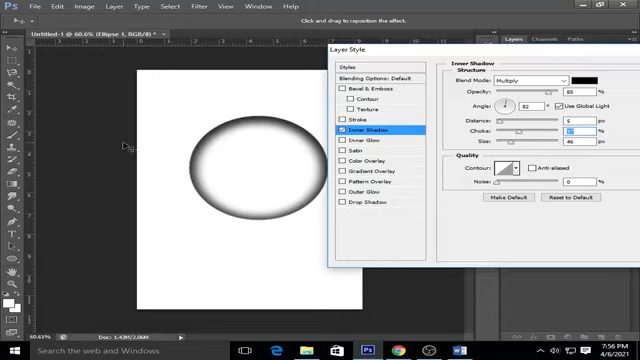 Ps File Edit Image Layer Type Select Filter View Window Help
Click and drag to reposition the effect.
Untitled-1 @ 60.6% (Ellipse 1, RGB/8) *
Layers Channels Paths
Layer Style
Styles
Blending Options: Default
Bevel & Emboss
Contour
Texture
Stroke
Inner Shadow
Inner Glow
Satin
Color Overlay
Gradient Overlay
Pattern Overlay
Outer Glow
Drop Shadow
Inner Shadow
Structure
Blend Mode: Multiply
Opacity: 85 %
Angle: 82 ° Use Global Light
Distance: 5 px
Choke: %
Size: 46 px
Quality
Contour: Anti-aliased
Noise: 0 %
Make Default Reset to Default
60.61% Doc: 1.43M/2.06M
Search the web and Windows
7:56 PM
4/6/2021